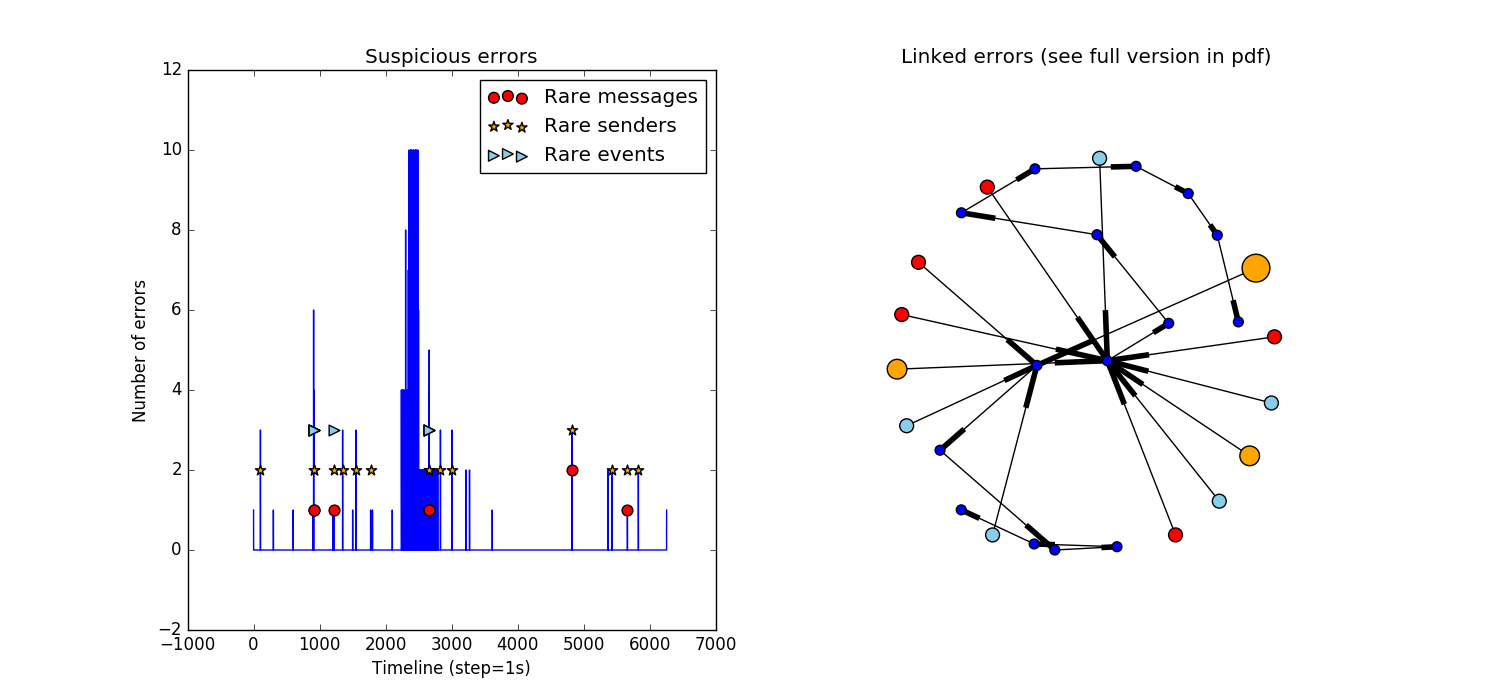 Suspicious errors
Linked errors (see full version in pdf)
12
10
8
6
4
2
0
−2
Number of errors
Rare messages
Rare senders
Rare events
−1000 0 1000 2000 3000 4000 5000 6000 7000
Timeline (step=1s)